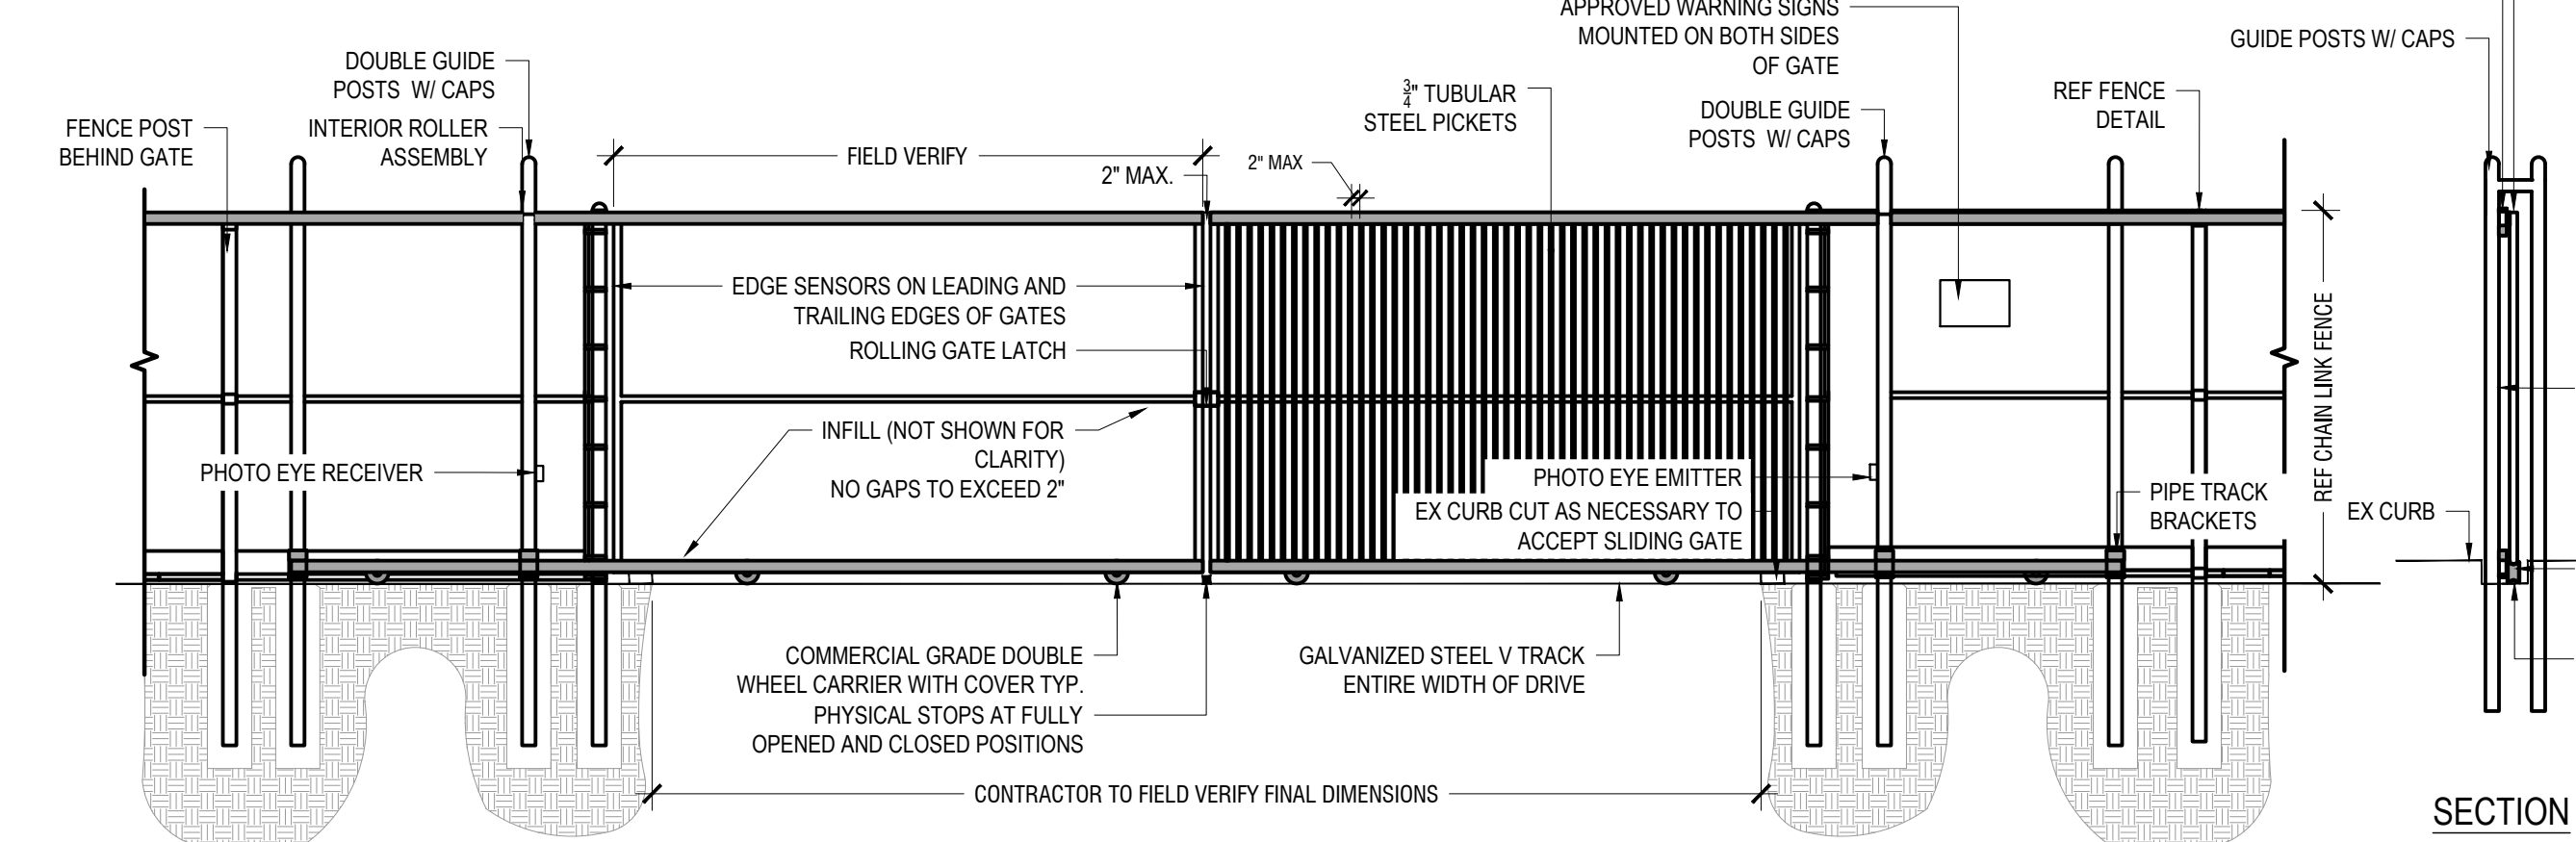 APPROVED WARNING SIGNS
MOUNTED ON BOTH SIDES
OF GATE
GUIDE POSTS W/ CAPS
DOUBLE GUIDE
POSTS W/ CAPS
3/4" TUBULAR
STEEL PICKETS
DOUBLE GUIDE
POSTS W/ CAPS
REF FENCE
DETAIL
FENCE POST
BEHIND GATE
INTERIOR ROLLER
ASSEMBLY
FIELD VERIFY
2" MAX.
2" MAX
EDGE SENSORS ON LEADING AND
TRAILING EDGES OF GATES
ROLLING GATE LATCH
REF CHAIN LINK FENCE
INFILL (NOT SHOWN FOR
CLARITY)
NO GAPS TO EXCEED 2"
PHOTO EYE RECEIVER
PHOTO EYE EMITTER
EX CURB CUT AS NECESSARY TO
ACCEPT SLIDING GATE
PIPE TRACK
BRACKETS
EX CURB
COMMERCIAL GRADE DOUBLE
WHEEL CARRIER WITH COVER TYP.
PHYSICAL STOPS AT FULLY
OPENED AND CLOSED POSITIONS
GALVANIZED STEEL V TRACK
ENTIRE WIDTH OF DRIVE
CONTRACTOR TO FIELD VERIFY FINAL DIMENSIONS
SECTION